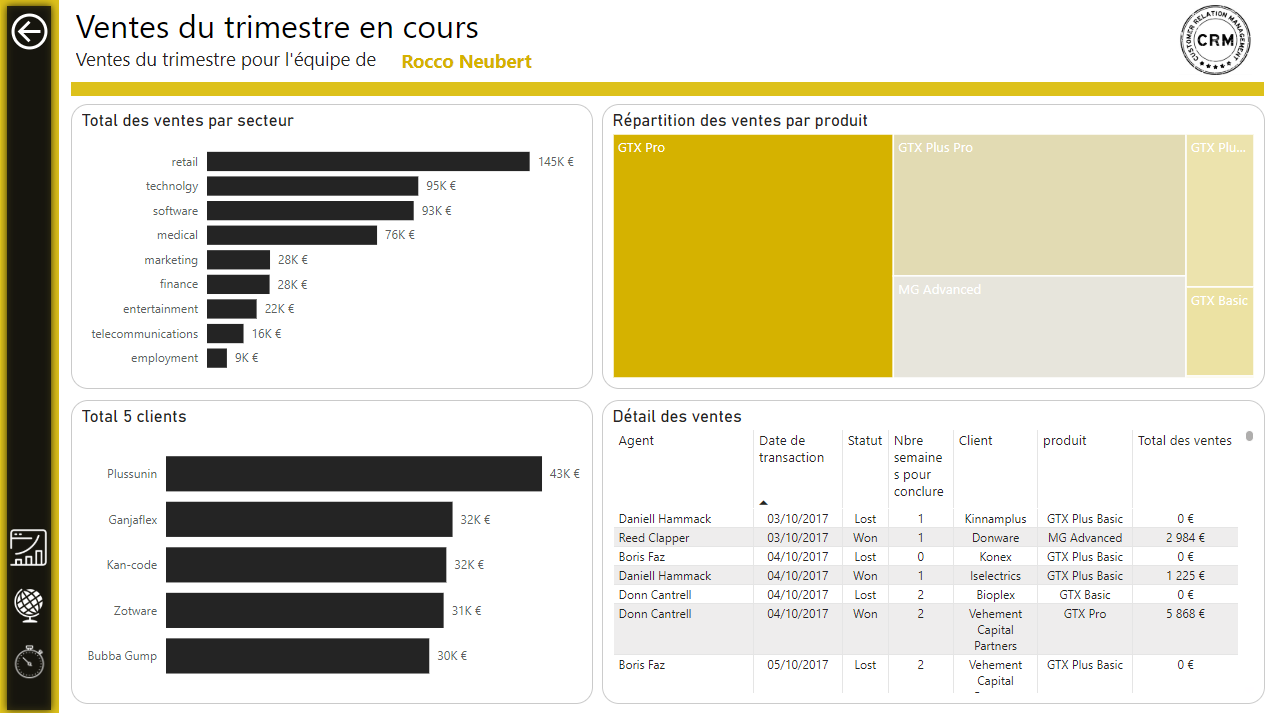 Ventes du trimestre en cours
Ventes du trimestre pour l'équipe de Rocco Neubert
CUSTOMER RELATION MANAGEMENT
CRM
Total des ventes par secteur
retail 145K €
technolgy 95K €
software 93K €
medical 76K €
marketing 28K €
finance 28K €
entertainment 22K €
telecommunications 16K €
employment 9K €
Répartition des ventes par produit
GTX Pro
GTX Plus Pro
GTX Plu...
MG Advanced
GTX Basic
Total 5 clients
Plussunin 43K €
Ganjaflex 32K €
Kan-code 32K €
Zotware 31K €
Bubba Gump 30K €
Détail des ventes
Agent Date de transaction Statut Nbre semaines pour conclure Client produit Total des ventes
Daniell Hammack 03/10/2017 Lost 1 Kinnamplus GTX Plus Basic 0 €
Reed Clapper 03/10/2017 Won 1 Donware MG Advanced 2 984 €
Boris Faz 04/10/2017 Lost 0 Konex GTX Plus Basic 0 €
Daniell Hammack 04/10/2017 Won 1 Iselectrics GTX Plus Basic 1 225 €
Donn Cantrell 04/10/2017 Lost 2 Bioplex GTX Basic 0 €
Donn Cantrell 04/10/2017 Won 2 Vehement Capital Partners GTX Pro 5 868 €
Boris Faz 05/10/2017 Lost 2 Vehement Capital GTX Plus Basic 0 €